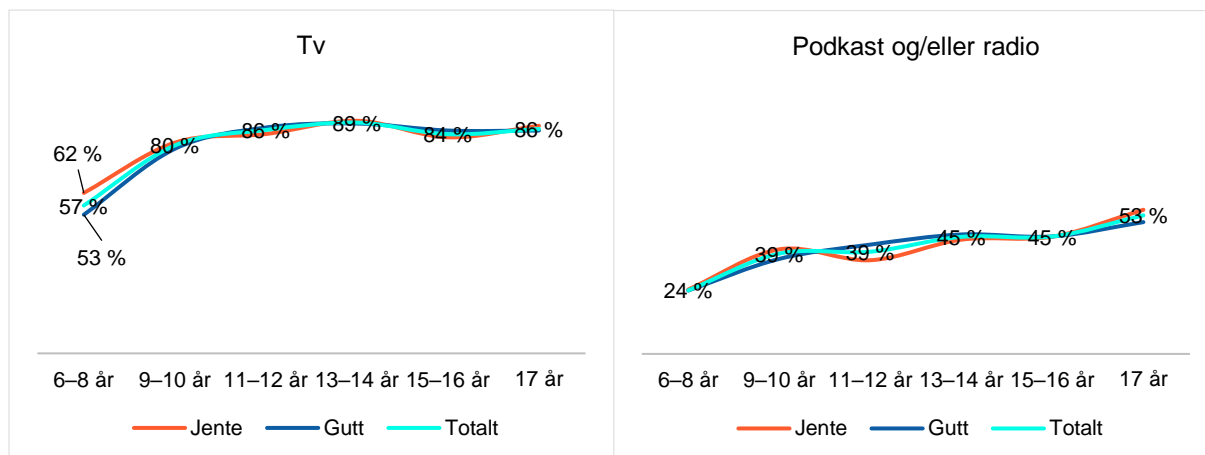 Tv
62 %
57 %
53 %
80 %
86 %
89 %
84 %
86 %
6–8 år 9–10 år 11–12 år 13–14 år 15–16 år 17 år
Jente Gutt Totalt
Podkast og/eller radio
24 %
39 %
39 %
45 %
45 %
53 %
6–8 år 9–10 år 11–12 år 13–14 år 15–16 år 17 år
Jente Gutt Totalt